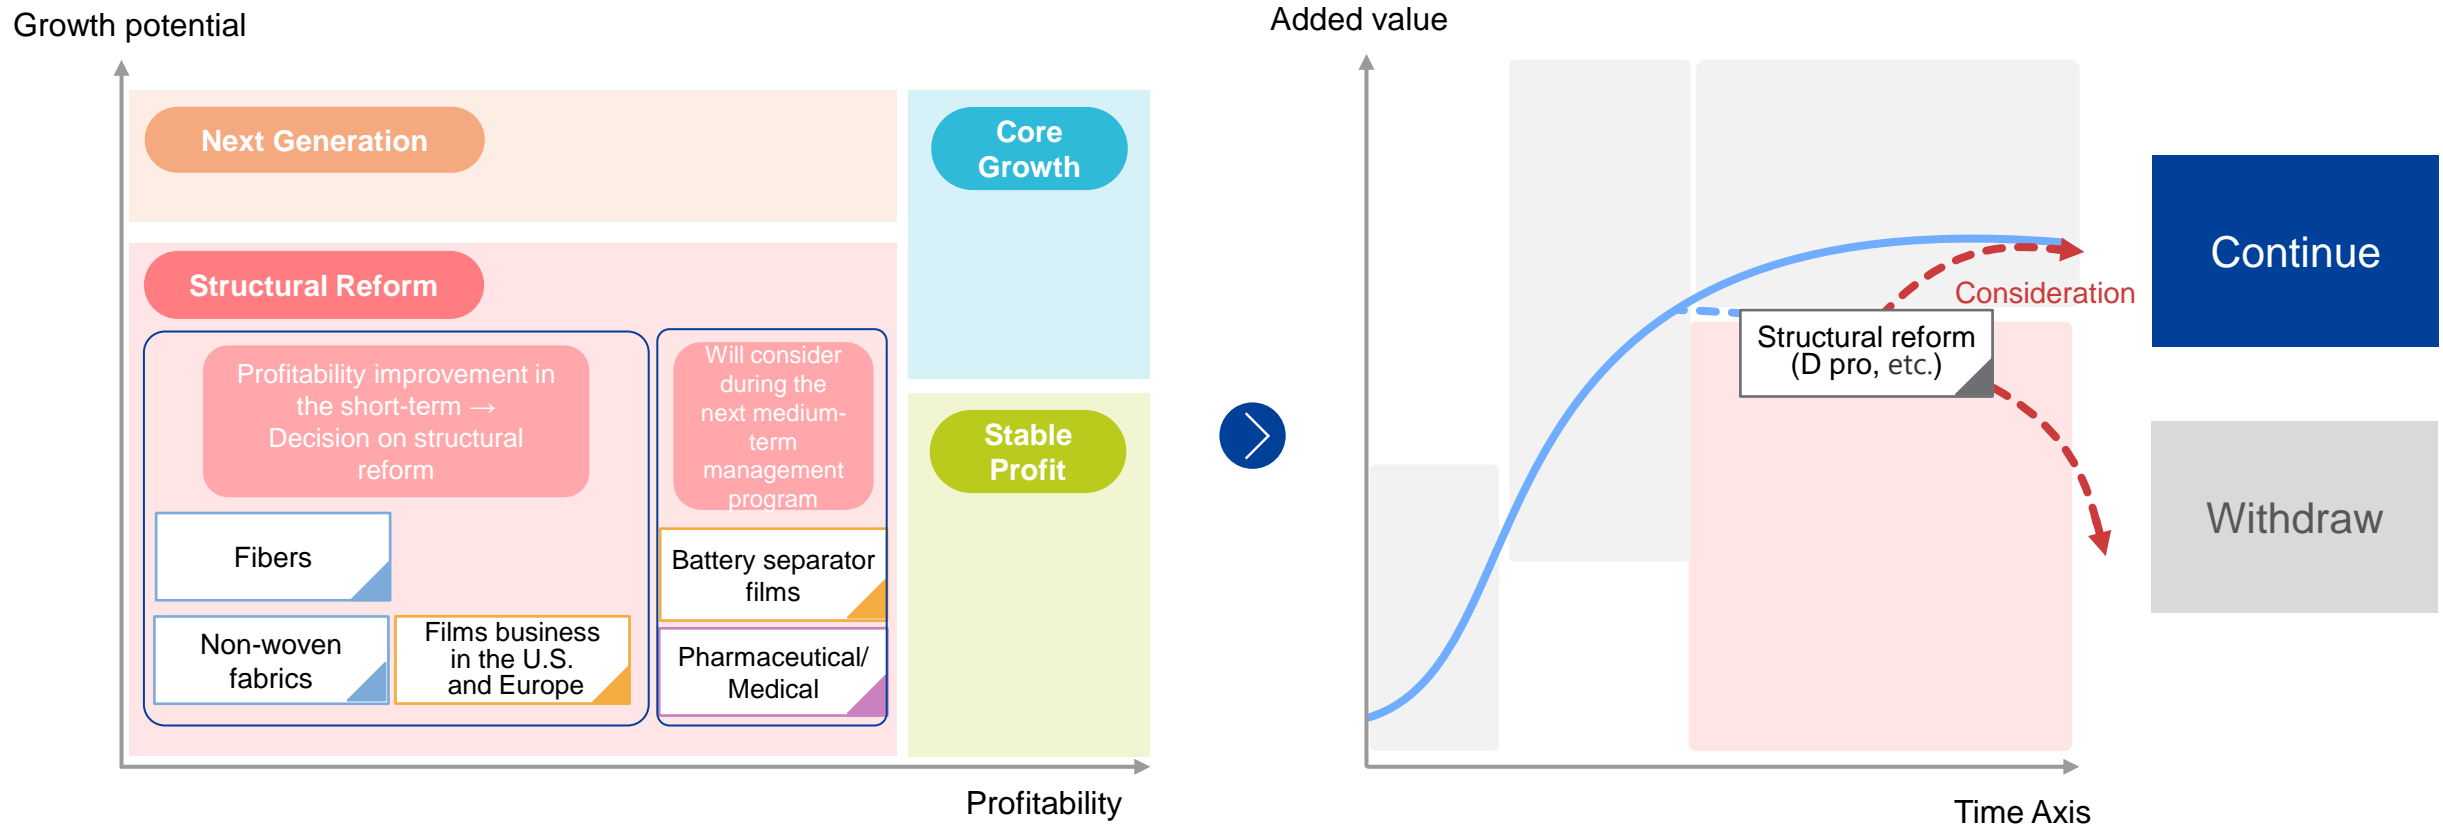 Growth potential
Next Generation
Core
Growth
Structural Reform
Profitability improvement in
the short-term →
Decision on structural
reform
Will consider
during the
next medium-
term
management
program
Stable
Profit
Fibers
Non-woven
fabrics
Films business
in the U.S.
and Europe
Battery separator
films
Pharmaceutical/
Medical
Profitability
Added value
Consideration
Structural reform
(D pro, etc.)
Continue
Withdraw
Time Axis